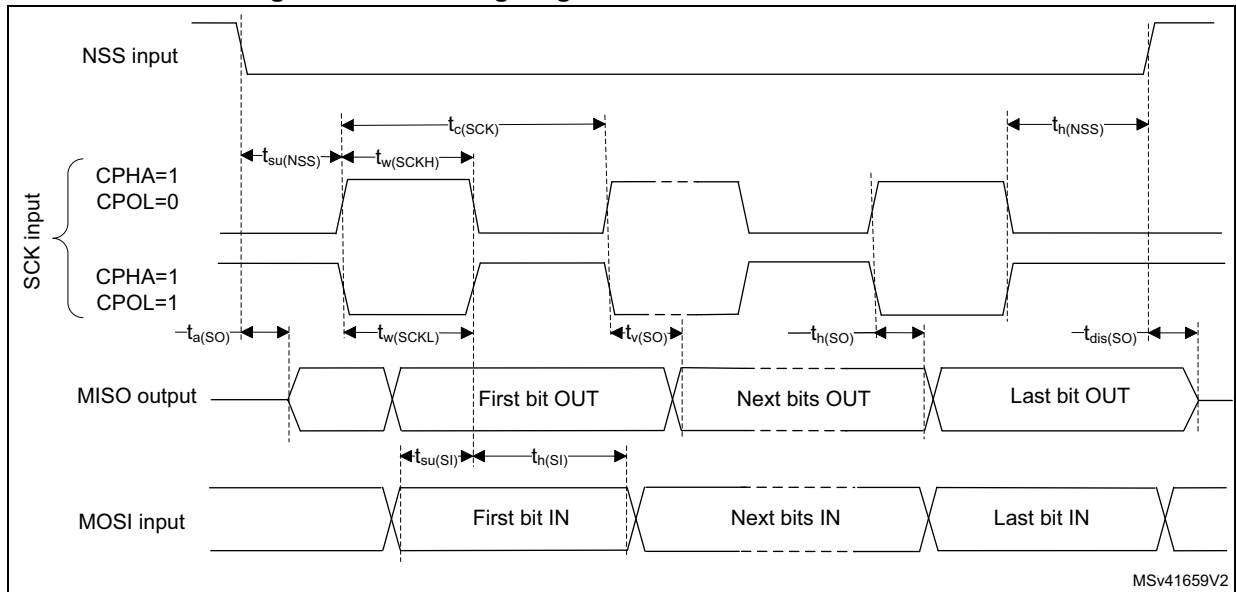 NSS input
tc(SCK)
th(NSS)
tsu(NSS)
tw(SCKH)
SCK input
CPHA=1
CPOL=0
CPHA=1
CPOL=1
ta(SO)
tw(SCKL)
tv(SO)
th(SO)
tdis(SO)
MISO output
First bit OUT
Next bits OUT
Last bit OUT
tsu(SI)
th(SI)
MOSI input
First bit IN
Next bits IN
Last bit IN
MSv41659V2